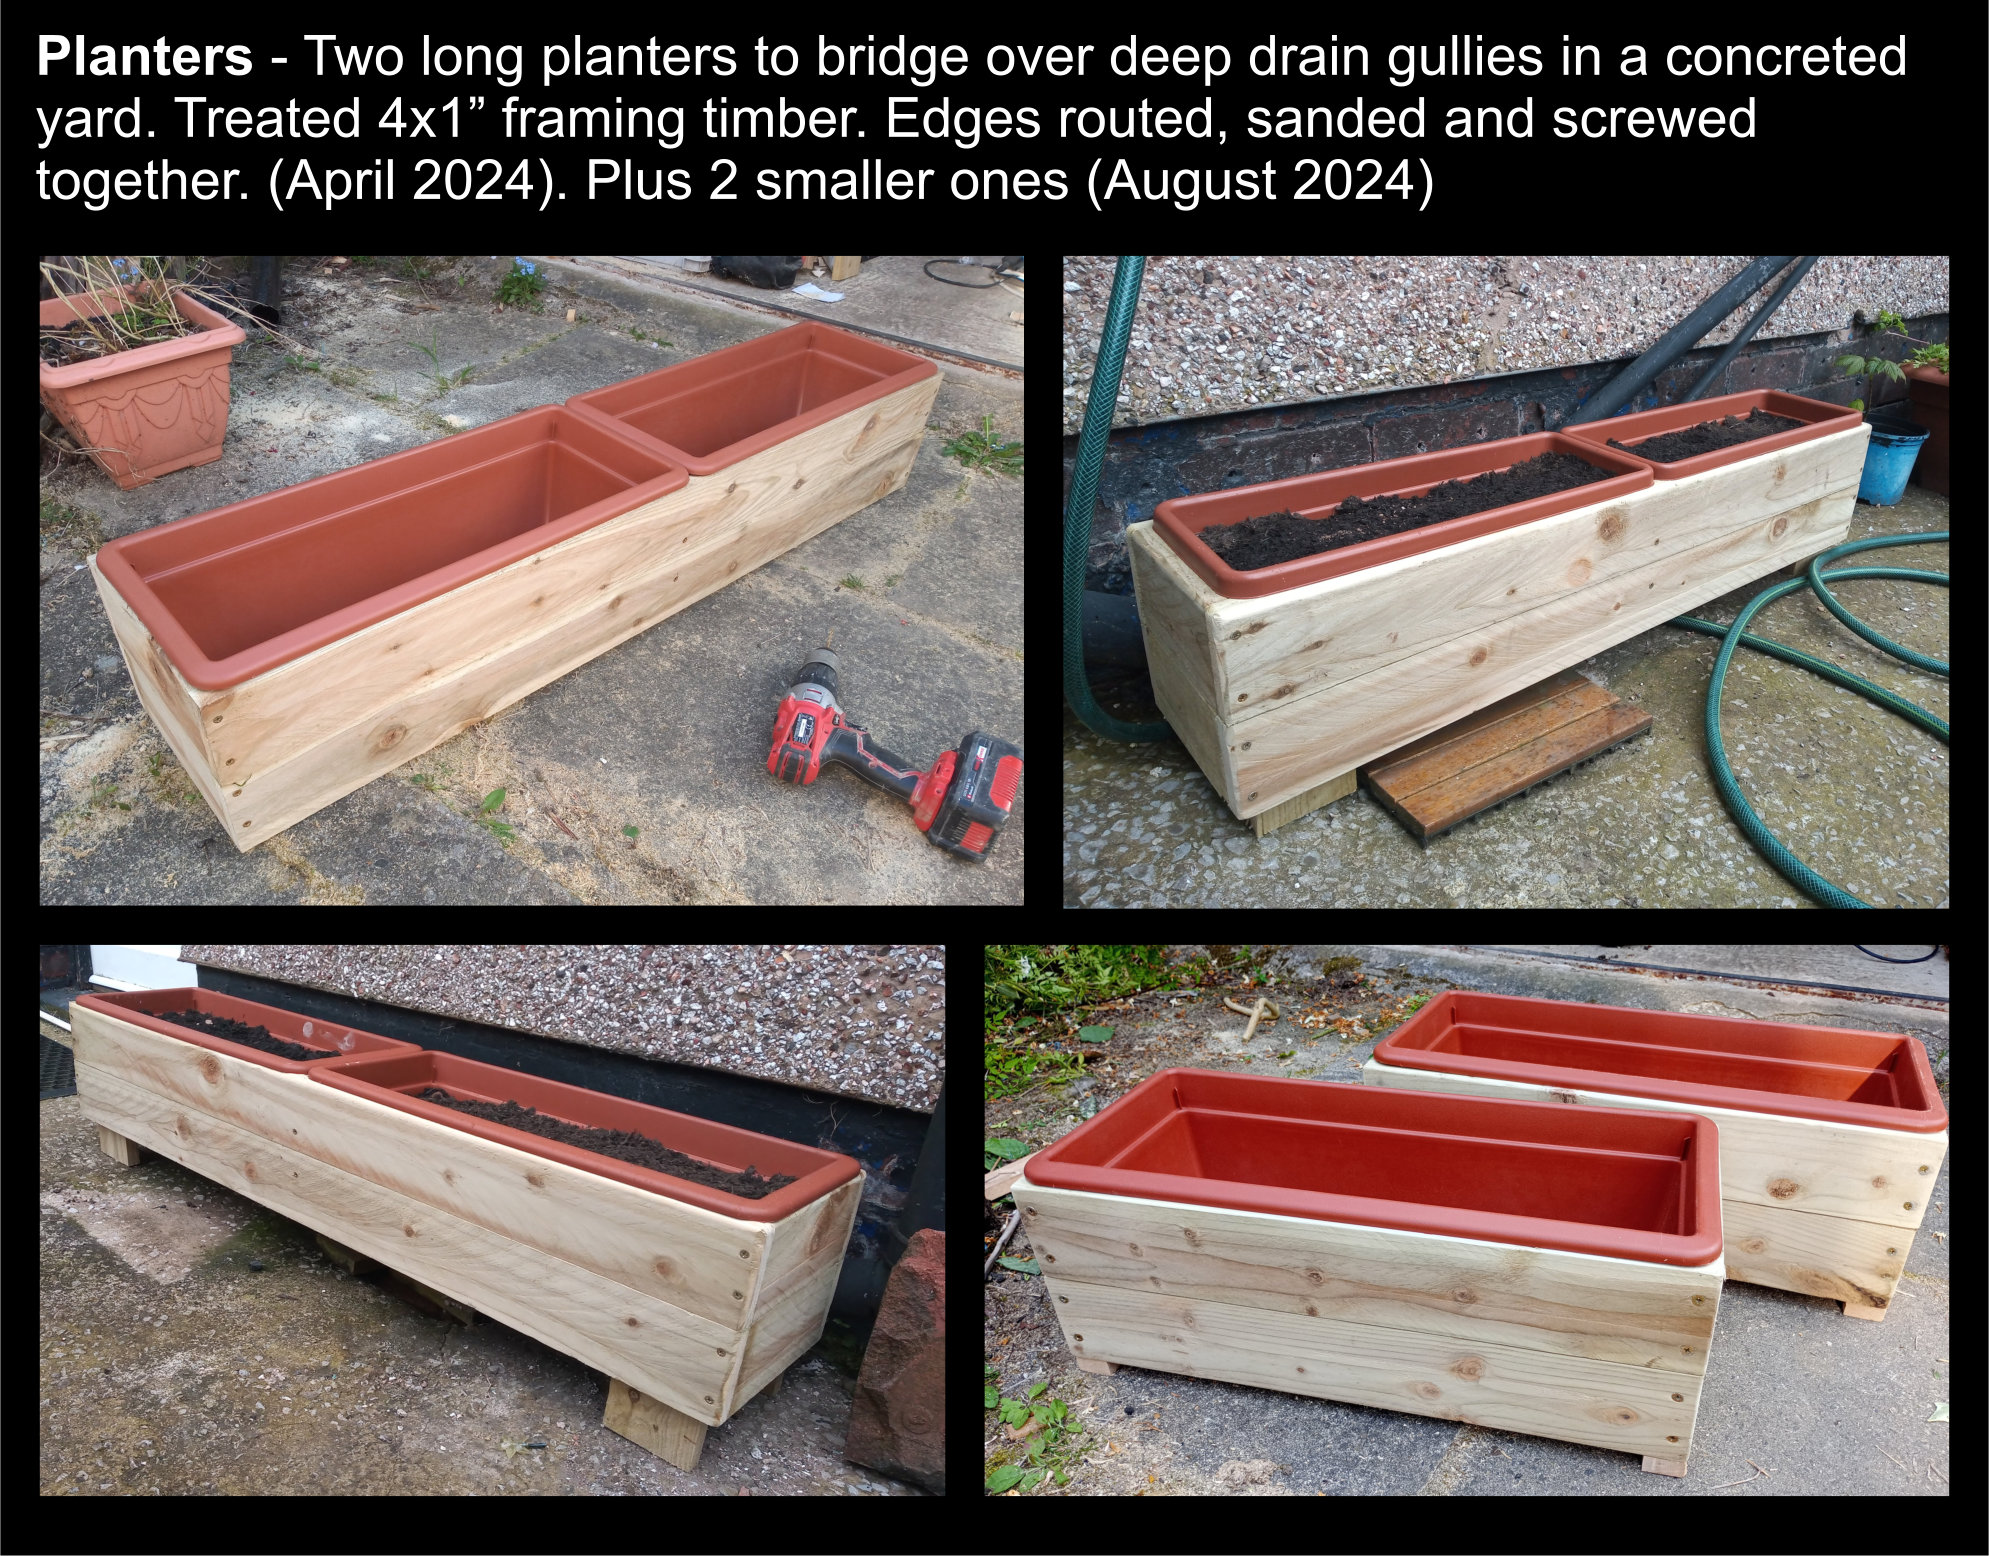 Planters - Two long planters to bridge over deep drain gullies in a concreted
yard. Treated 4x1” framing timber. Edges routed, sanded and screwed
together. (April 2024). Plus 2 smaller ones (August 2024)